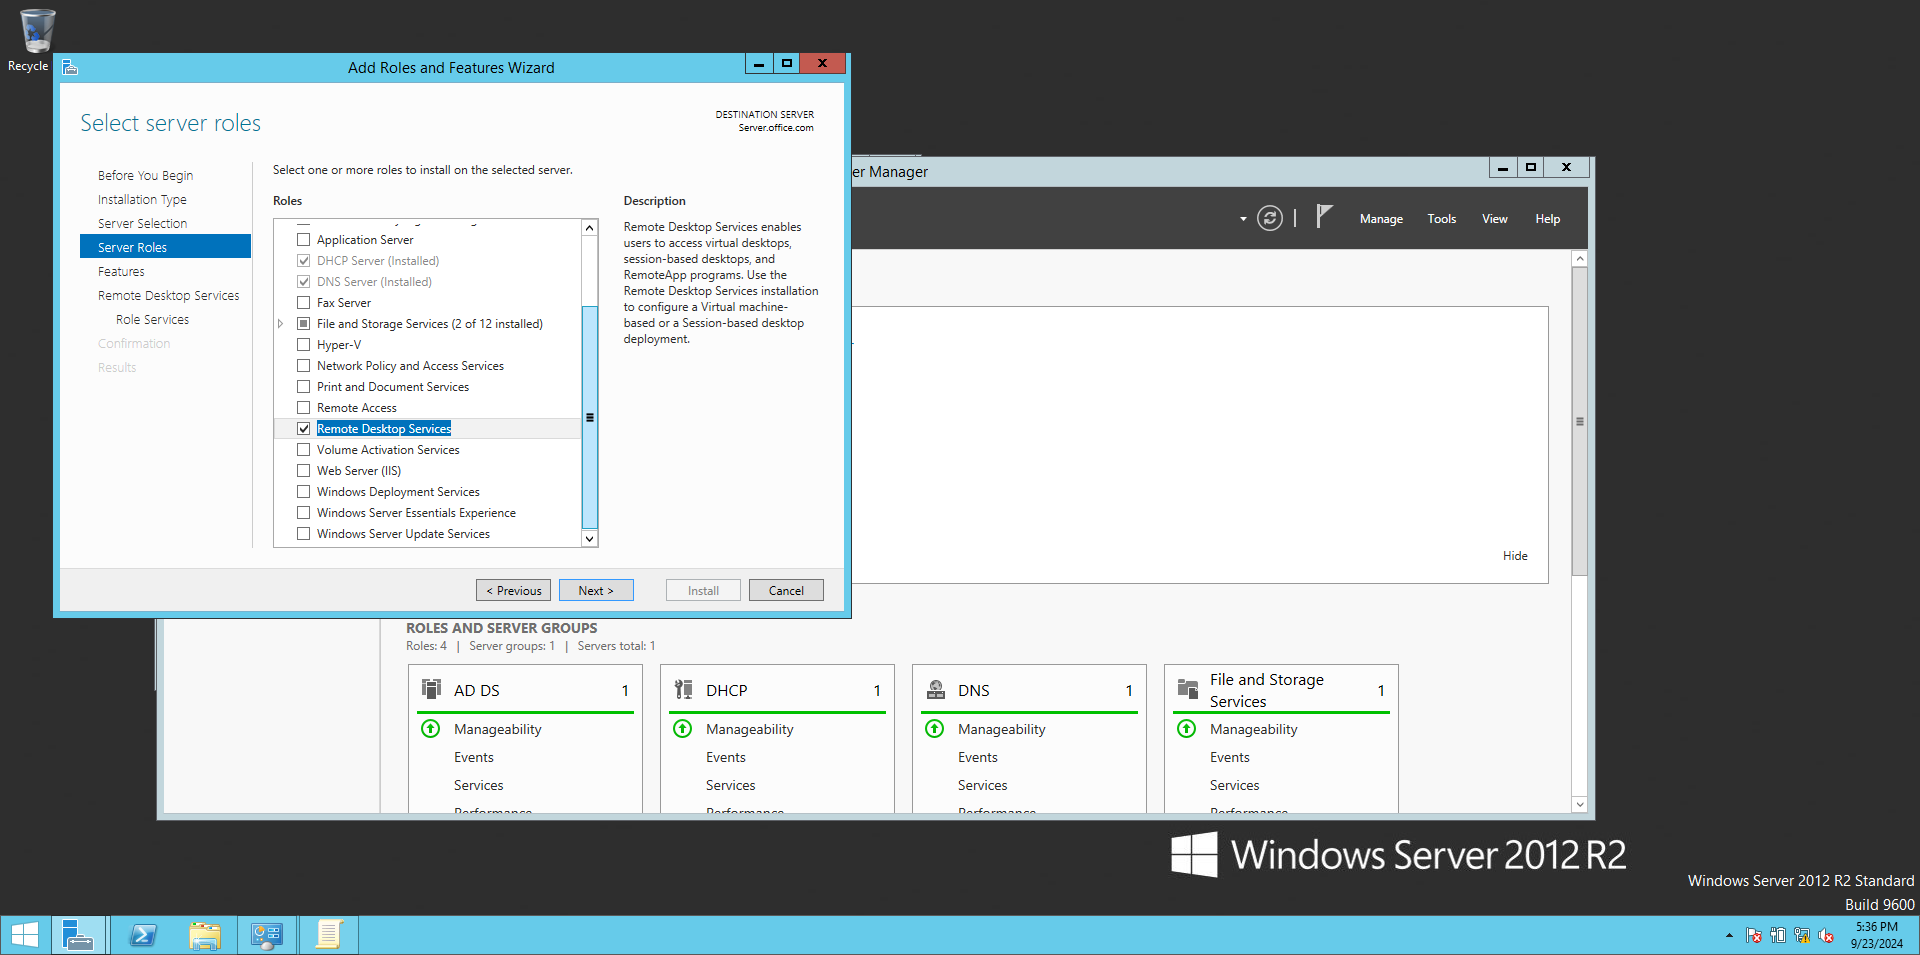 Recycle
Add Roles and Features Wizard
Select server roles
DESTINATION SERVER
Server.office.com
Before You Begin
Installation Type
Server Selection
Server Roles
Features
Remote Desktop Services
Role Services
Confirmation
Results
Select one or more roles to install on the selected server.
Roles
Application Server
DHCP Server (Installed)
DNS Server (Installed)
Fax Server
File and Storage Services (2 of 12 installed)
Hyper-V
Network Policy and Access Services
Print and Document Services
Remote Access
Remote Desktop Services
Volume Activation Services
Web Server (IIS)
Windows Deployment Services
Windows Server Essentials Experience
Windows Server Update Services
Description
Remote Desktop Services enables
users to access virtual desktops,
session-based desktops, and
RemoteApp programs. Use the
Remote Desktop Services installation
to configure a Virtual machine-
based or a Session-based desktop
deployment.
< Previous
Next >
Install
Cancel
er Manager
Manage
Tools
View
Help
Hide
ROLES AND SERVER GROUPS
Roles: 4 | Server groups: 1 | Servers total: 1
AD DS 1
Manageability
Events
Services
Performance
DHCP 1
Manageability
Events
Services
Performance
DNS 1
Manageability
Events
Services
Performance
File and Storage
Services 1
Manageability
Events
Services
Performance
Windows Server 2012 R2
Windows Server 2012 R2 Standard
Build 9600
5:36 PM
9/23/2024